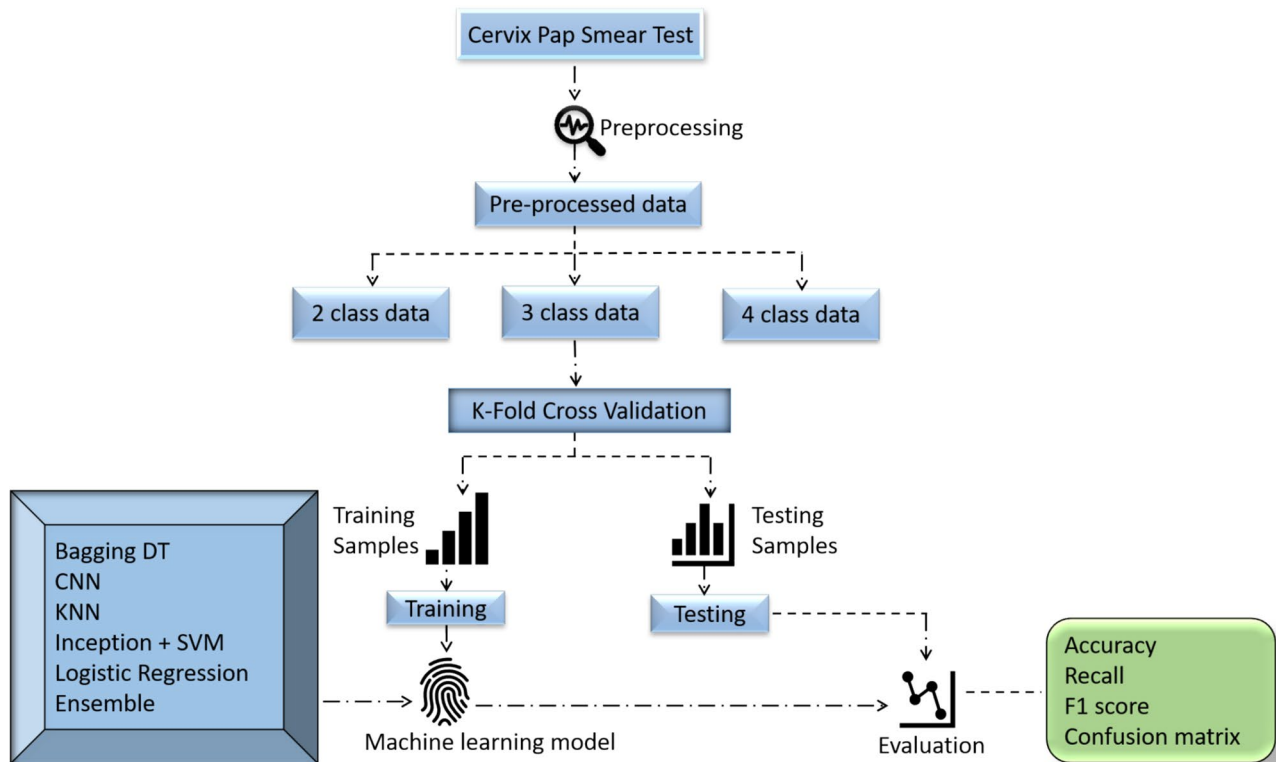 Cervix Pap Smear Test
Preprocessing
Pre-processed data
2 class data
3 class data
4 class data
K-Fold Cross Validation
Training
Samples
Testing
Samples
Bagging DT
CNN
KNN
Inception + SVM
Logistic Regression
Ensemble
Training
Testing
Machine learning model
Evaluation
Accuracy
Recall
F1 score
Confusion matrix